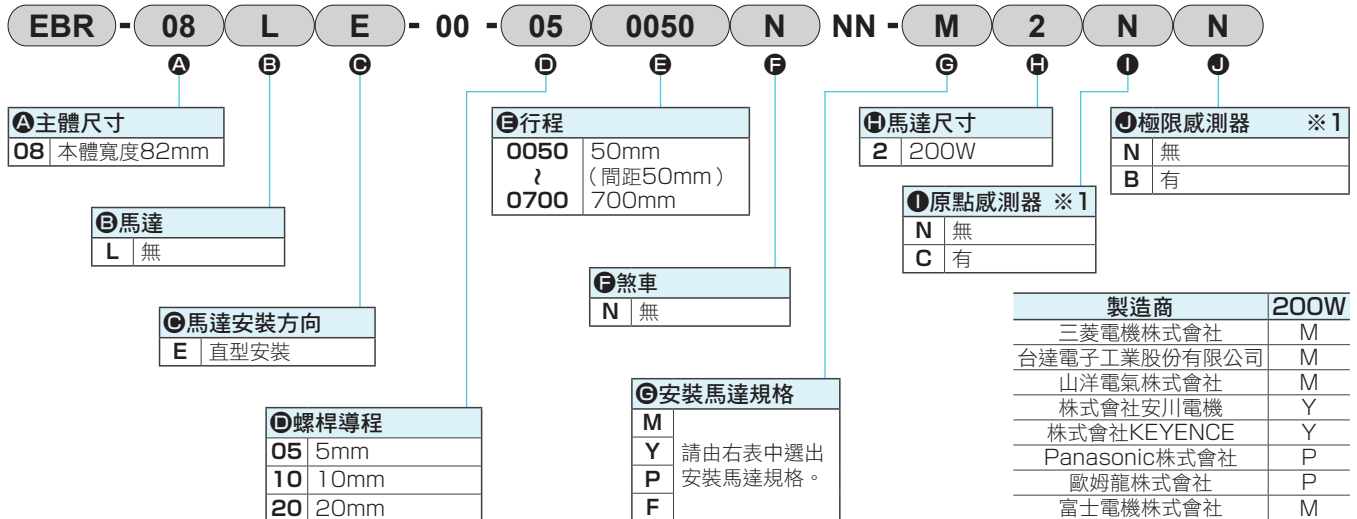 EBR - 08 L E - 00 - 05 0050 N NN - M 2 N N
A B C D E F G H I J
A主體尺寸
08 本體寬度82mm
B馬達
L 無
C馬達安裝方向
E 直型安裝
D螺桿導程
05 5mm
10 10mm
20 20mm
E行程
0050 50mm
～ （間距50mm）
0700 700mm
F煞車
N 無
G安裝馬達規格
M
Y 請由右表中選出
P 安裝馬達規格。
F
H馬達尺寸
2 200W
I原點感測器 ※1
N 無
C 有
J極限感測器 ※1
N 無
B 有
製造商 200W
三菱電機株式會社 M
台達電子工業股份有限公司 M
山洋電氣株式會社 M
株式會社安川電機 Y
株式會社KEYENCE Y
Panasonic株式會社 P
歐姆龍株式會社 P
富士電機株式會社 M